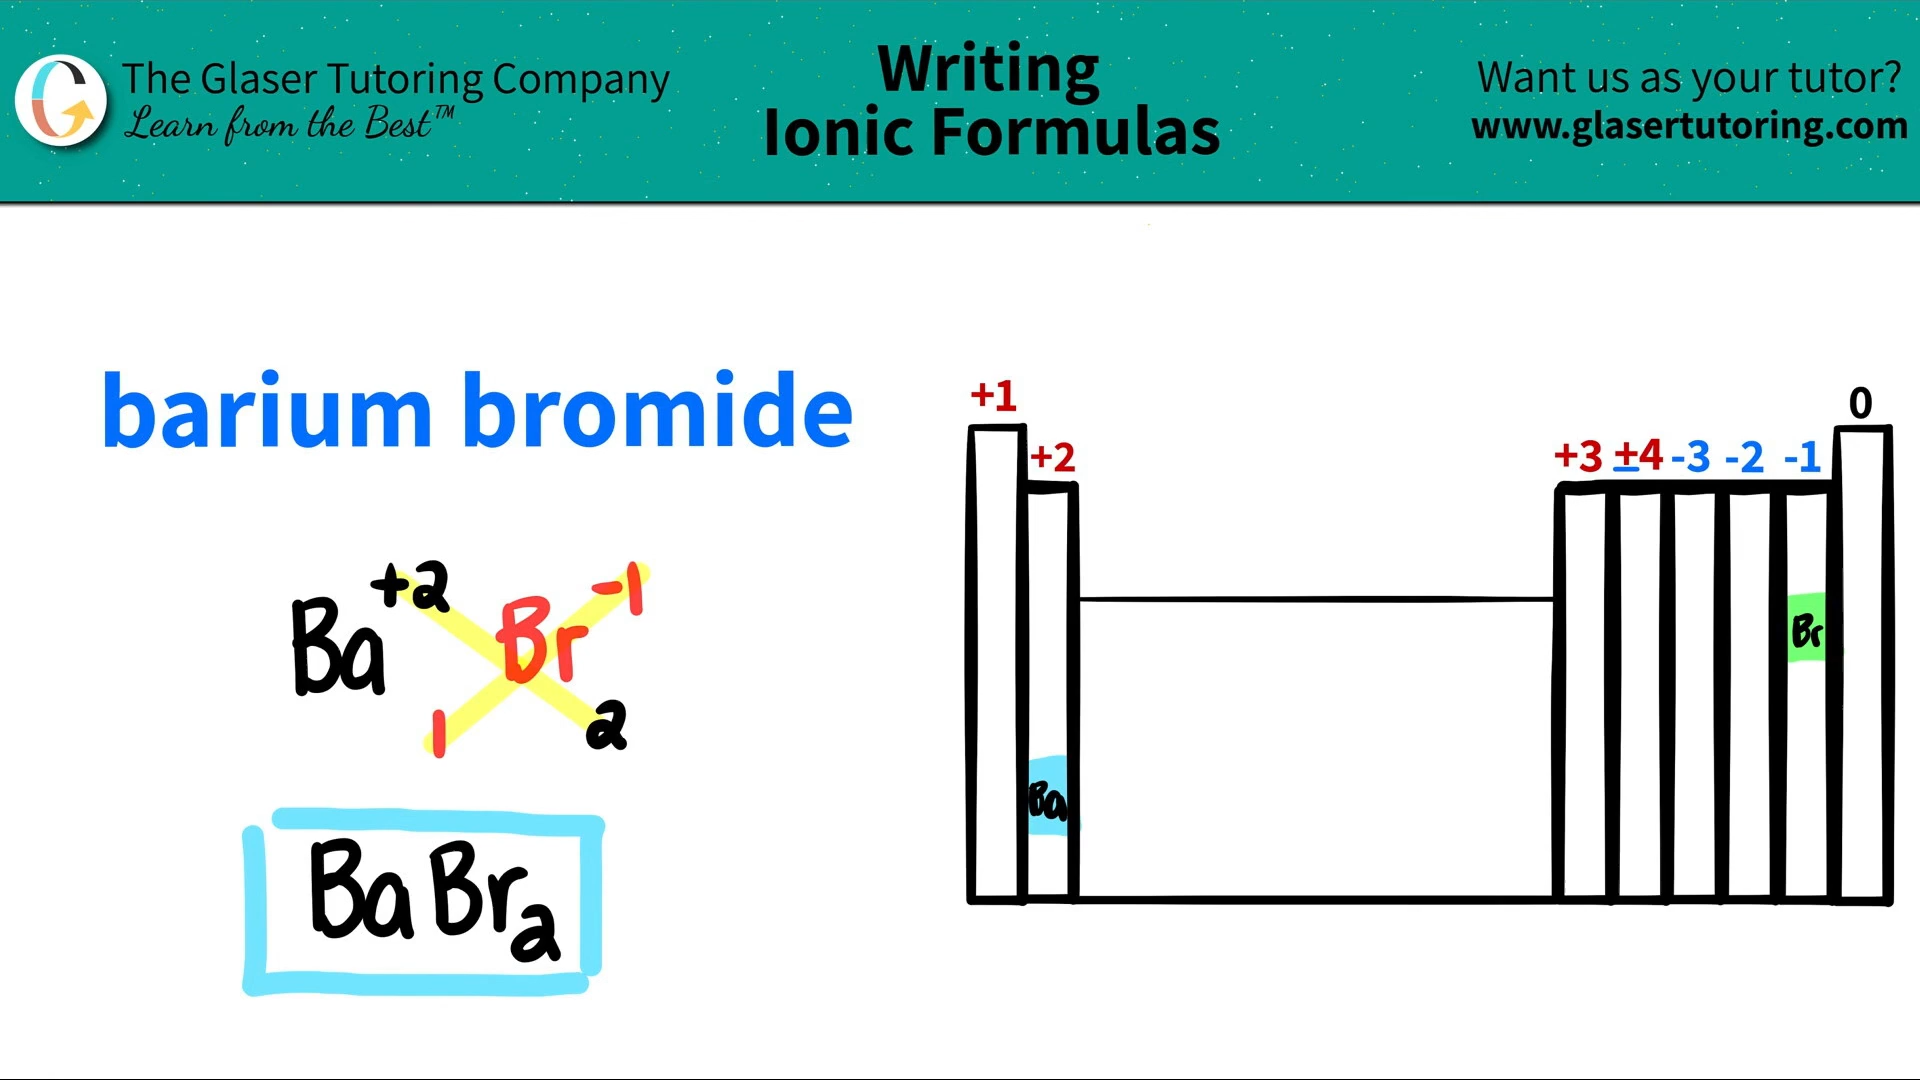 The Glaser Tutoring Company
Learn from the Best™
Writing
Ionic Formulas
Want us as your tutor?
www.glasertutoring.com
barium bromide
Ba+2 Br-1
1 2
BaBr2
+1
+2
+3 ±4 -3 -2 -1
0
Br
Ba